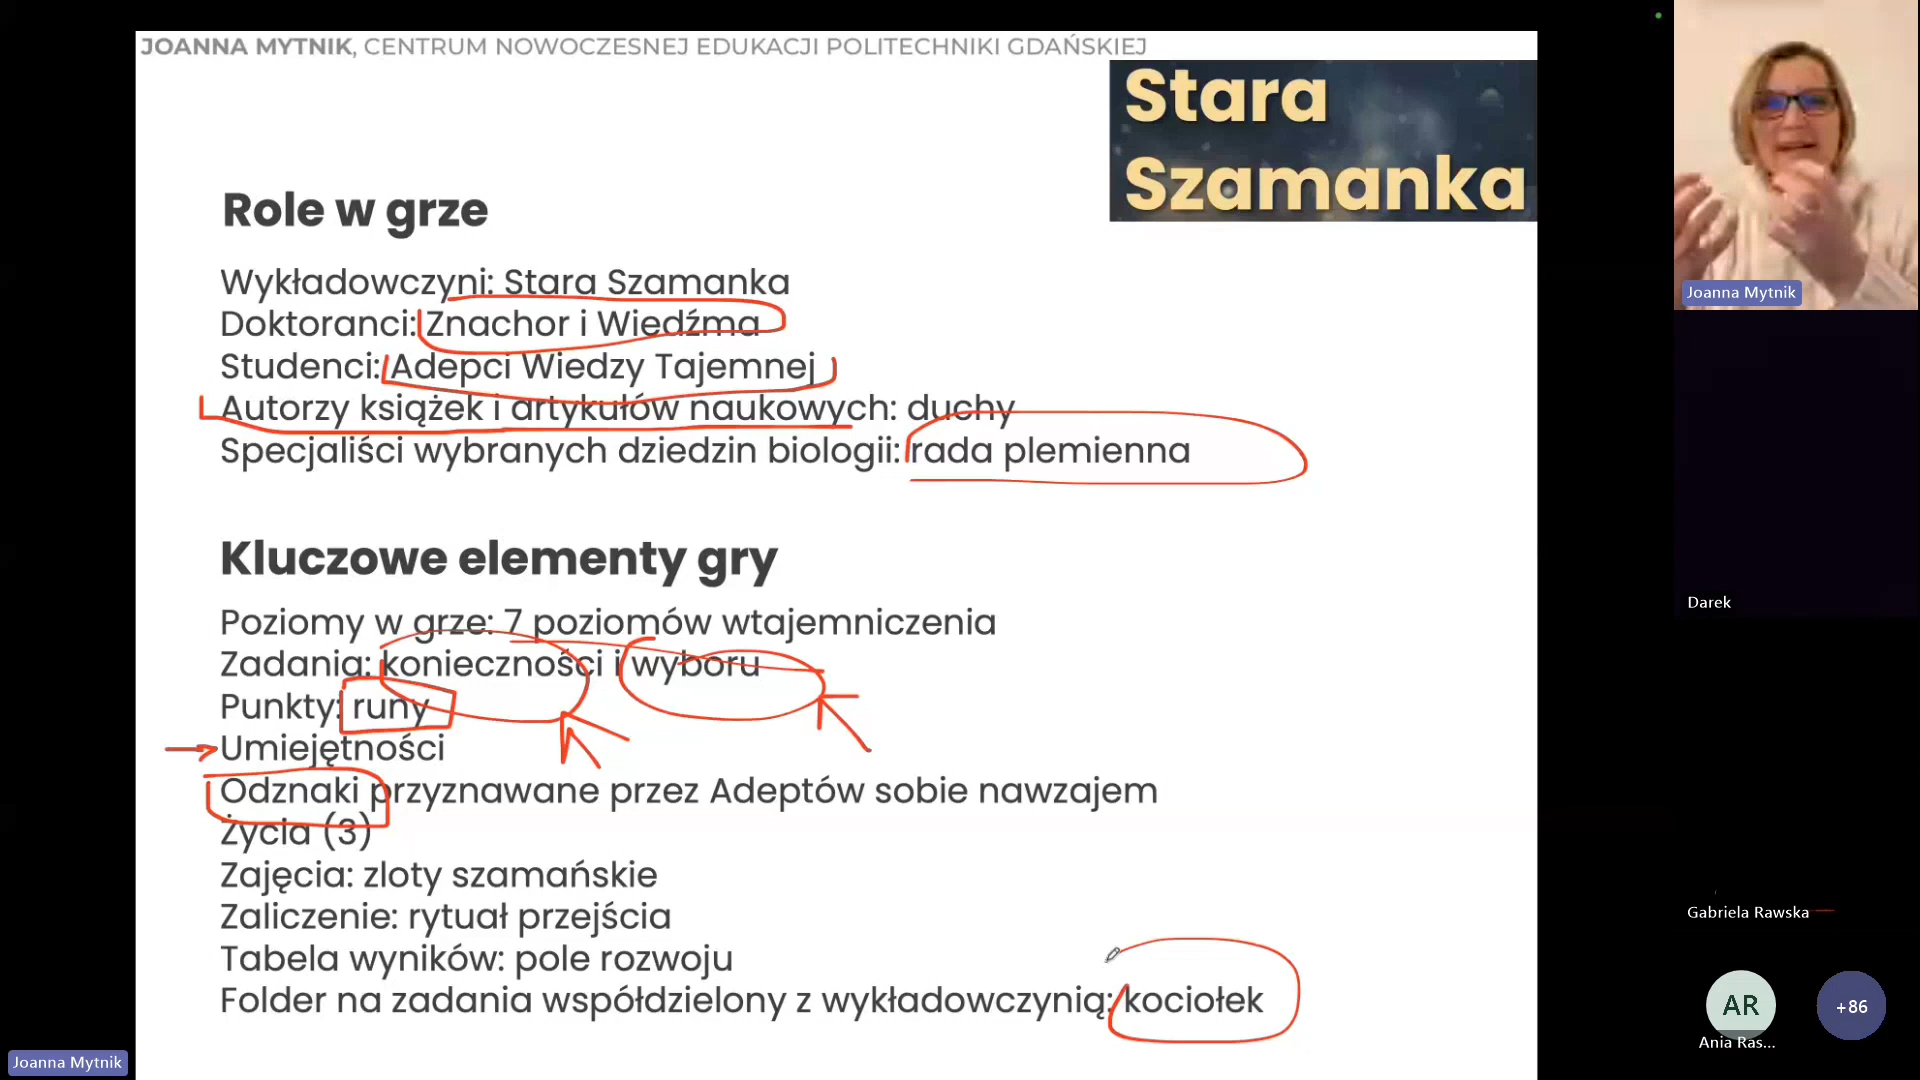 JOANNA MYTNIK, CENTRUM NOWOCZESNEJ EDUKACJI POLITECHNIKI GDAŃSKIEJ
Stara
Szamanka
Role w grze
Wykładowczyni: Stara Szamanka
Doktoranci: Znachor i Wiedźma
Studenci: Adepci Wiedzy Tajemnej
Autorzy książek i artykułów naukowych: duchy
Specjaliści wybranych dziedzin biologii: rada plemienna
Kluczowe elementy gry
Poziomy w grze: 7 poziomów wtajemniczenia
Zadania: konieczności i wyboru
Punkty: runy
Umiejętności
Odznaki przyznawane przez Adeptów sobie nawzajem
Życia (3)
Zajęcia: zloty szamańskie
Zaliczenie: rytuał przejścia
Tabela wyników: pole rozwoju
Folder na zadania współdzielony z wykładowczynią: kociołek
Joanna Mytnik
Joanna Mytnik
Darek
Gabriela Rawska
AR
+86
Ania Ras...